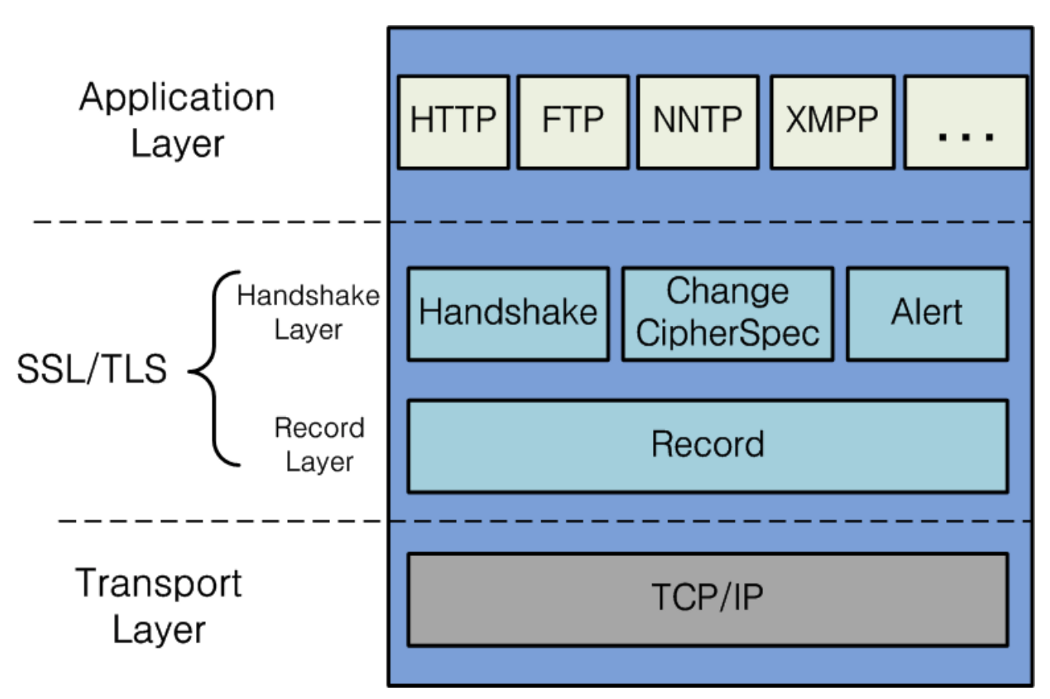 Application
Layer
HTTP
FTP
NNTP
XMPP
...
SSL/TLS
Handshake
Layer
Handshake
Change
CipherSpec
Alert
Record
Layer
Record
Transport
Layer
TCP/IP